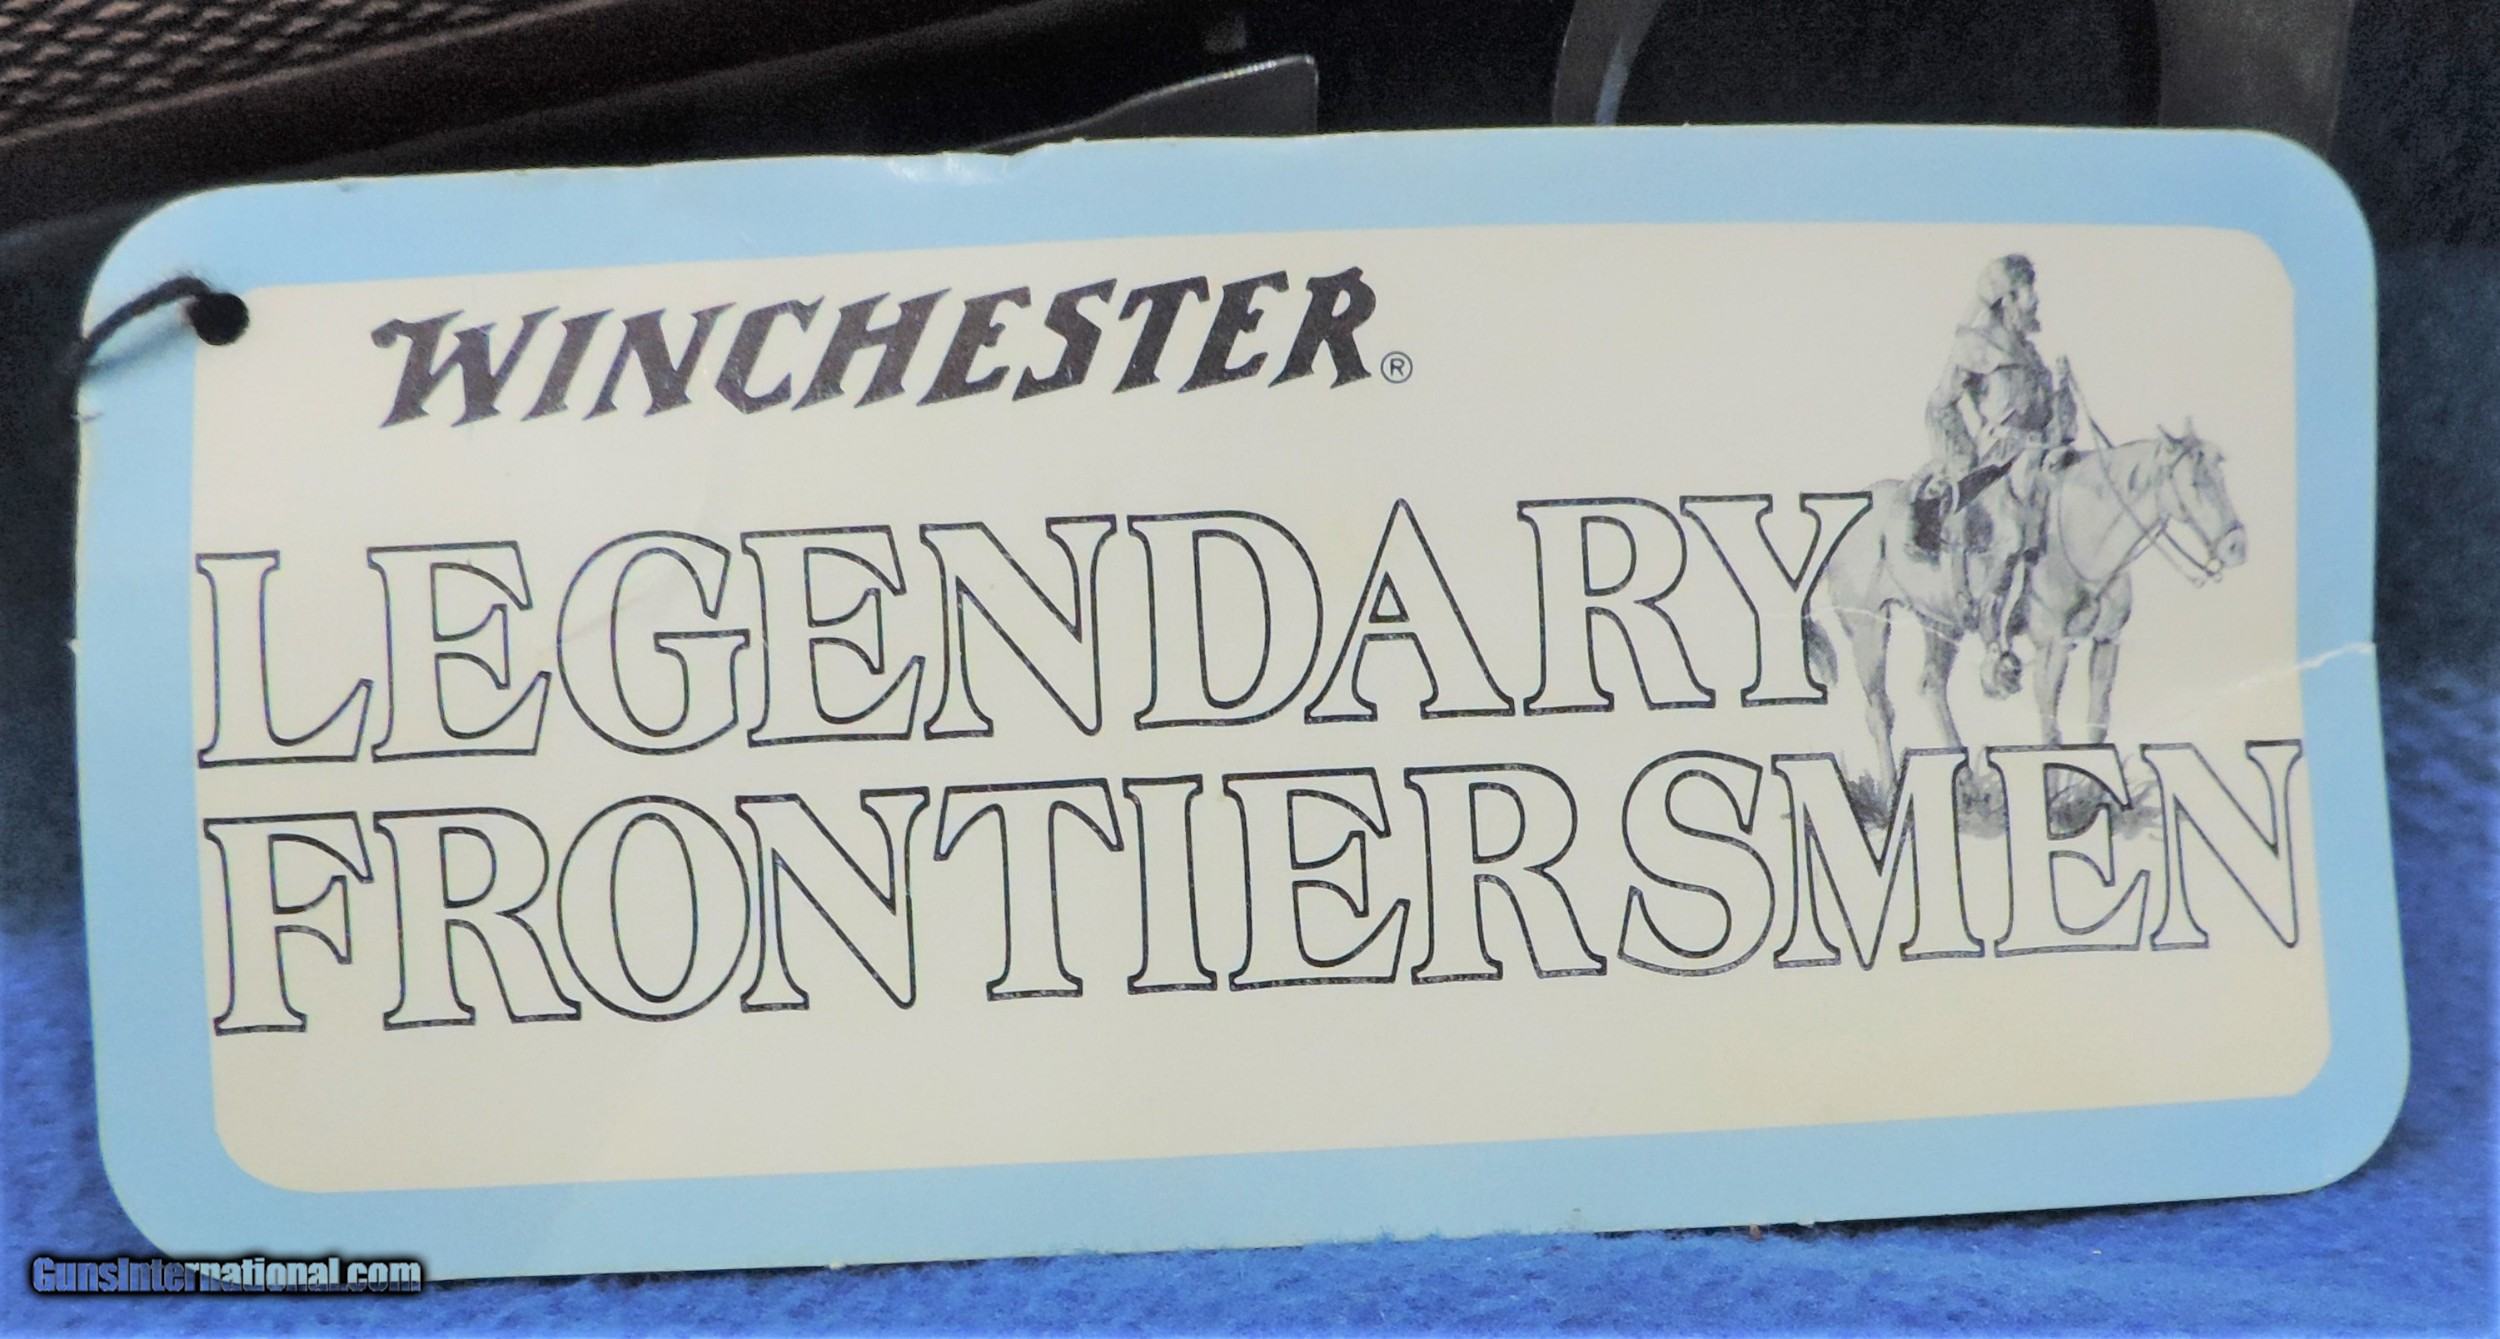 WINCHESTER®
LEGENDARY
FRONTIERSMEN
GunsInternational.com